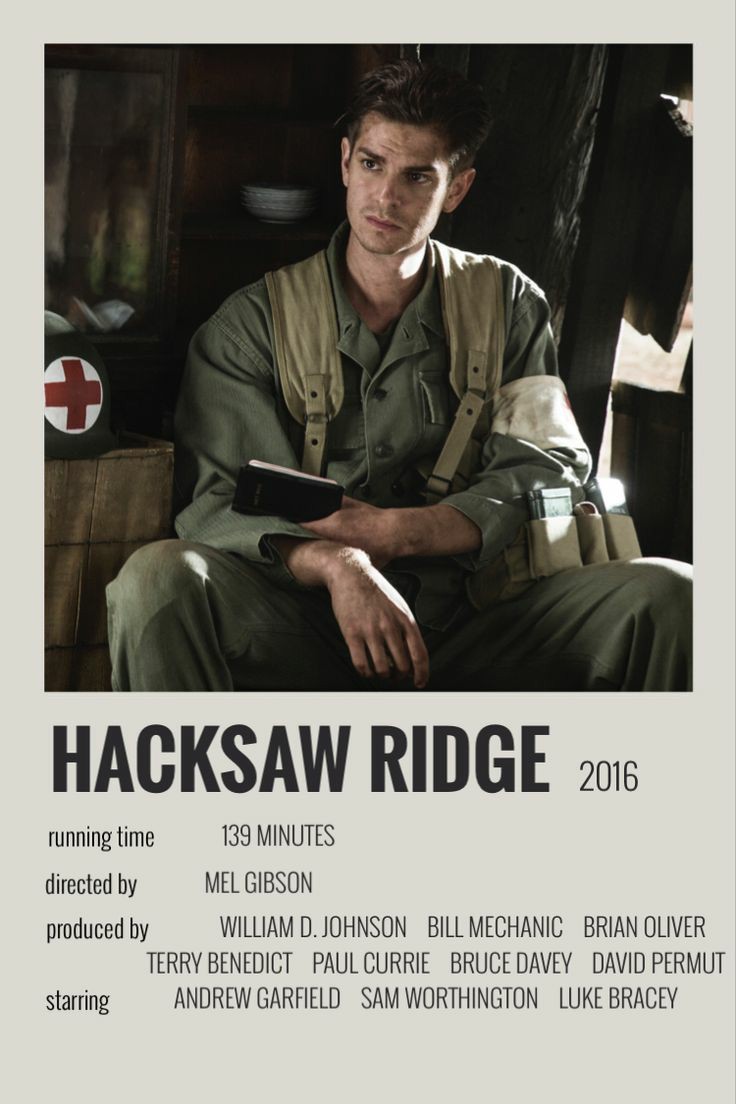 HACKSAW RIDGE 2016
running time 139 MINUTES
directed by MEL GIBSON
produced by WILLIAM D. JOHNSON BILL MECHANIC BRIAN OLIVER
TERRY BENEDICT PAUL CURRIE BRUCE DAVEY DAVID PERMUT
starring ANDREW GARFIELD SAM WORTHINGTON LUKE BRACEY